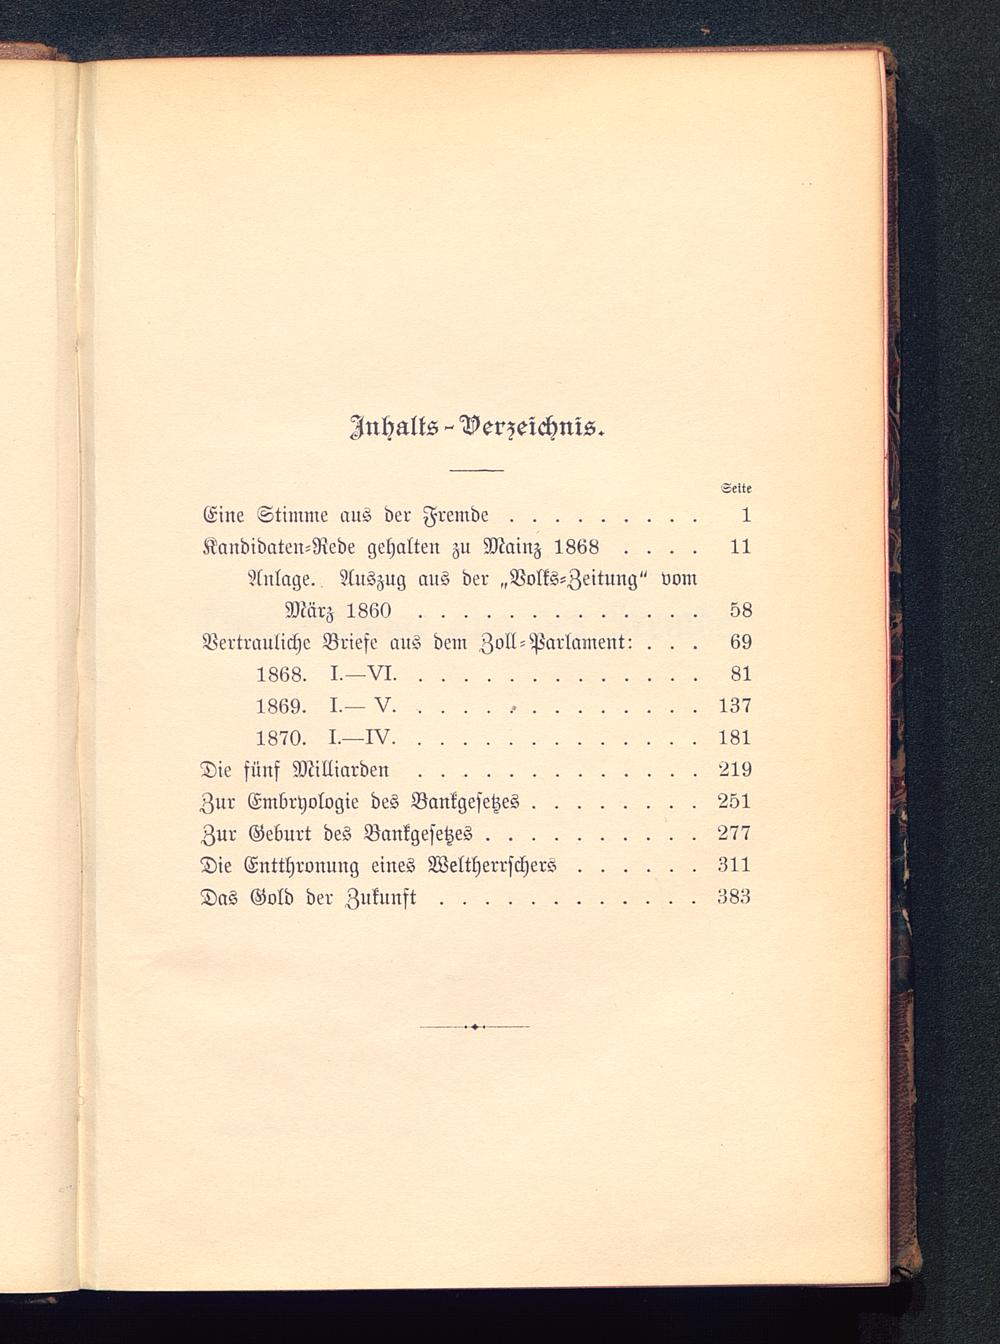 Inhalts-Verzeichnis.
Seite
Eine Stimme aus der Fremde . . . . . . . . . 1
Kandidaten-Rede gehalten zu Mainz 1868 . . . . 11
Anlage. Auszug aus der „Volks-Zeitung“ vom
März 1860 . . . . . . . . . . . . . 58
Vertrauliche Briefe aus dem Zoll-Parlament: . . . 69
1868. I.—VI. . . . . . . . . . . . . . 81
1869. I.— V. . . . . . . . . . . . . . 137
1870. I.—IV. . . . . . . . . . . . . . 181
Die fünf Milliarden . . . . . . . . . . . . . 219
Zur Embryologie des Bankgesetzes . . . . . . . . 251
Zur Geburt des Bankgesetzes . . . . . . . . . . 277
Die Entthronung eines Weltherrschers . . . . . . 311
Das Gold der Zukunft . . . . . . . . . . . . 383